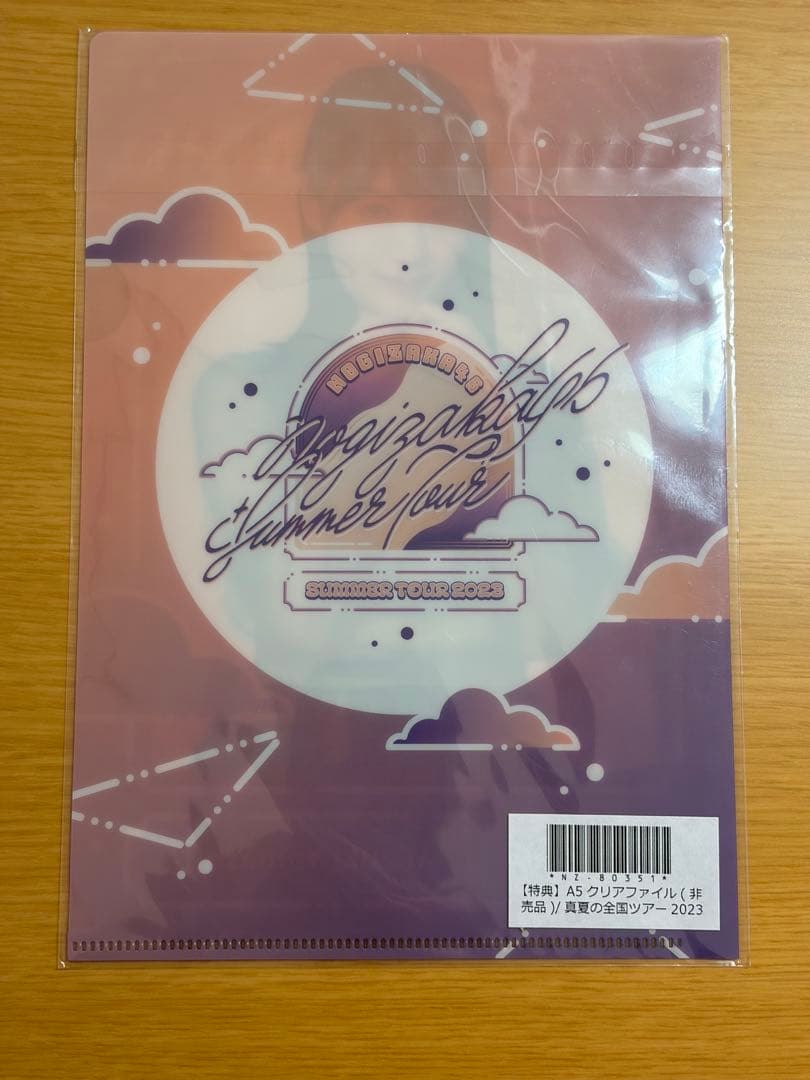 NOGIZAKA46
Nogizaka46
Summer Tour
SUMMER TOUR 2023
*NZ-80351*
【特典】A5 クリアファイル ( 非
売品 )/ 真夏の全国ツアー 2023